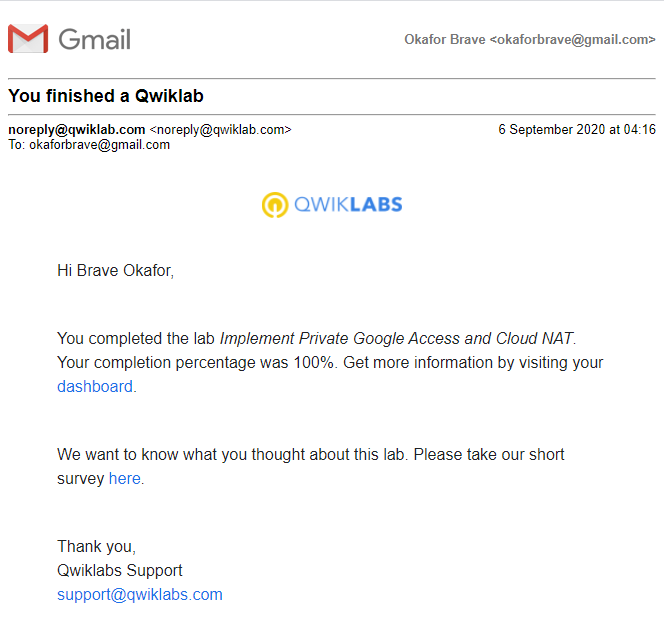 Gmail
Okafor Brave <okaforbrave@gmail.com>
You finished a Qwiklab
noreply@qwiklab.com <noreply@qwiklab.com>
6 September 2020 at 04:16
To: okaforbrave@gmail.com
QWIKLABS
Hi Brave Okafor,
You completed the lab Implement Private Google Access and Cloud NAT.
Your completion percentage was 100%. Get more information by visiting your
dashboard.
We want to know what you thought about this lab. Please take our short
survey here.
Thank you,
Qwiklabs Support
support@qwiklabs.com